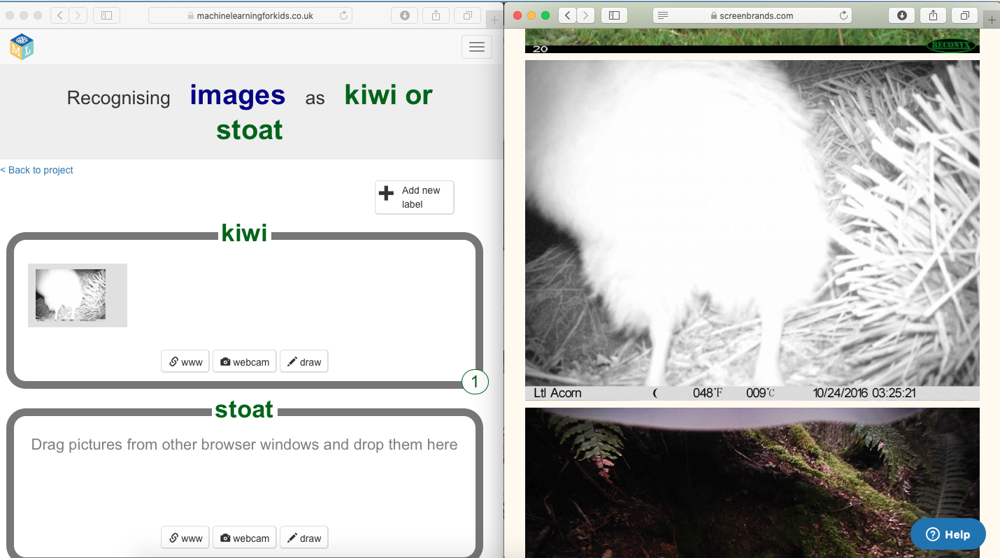 machinelearningforkids.co.uk
screenbrands.com
M L
Recognising images as kiwi or
stoat
< Back to project
Add new
label
kiwi
www webcam draw
1
stoat
Drag pictures from other browser windows and drop them here
www webcam draw
20 RECONYX
Ltl Acorn 048°F 009°C 10/24/2016 03:25:21
? Help